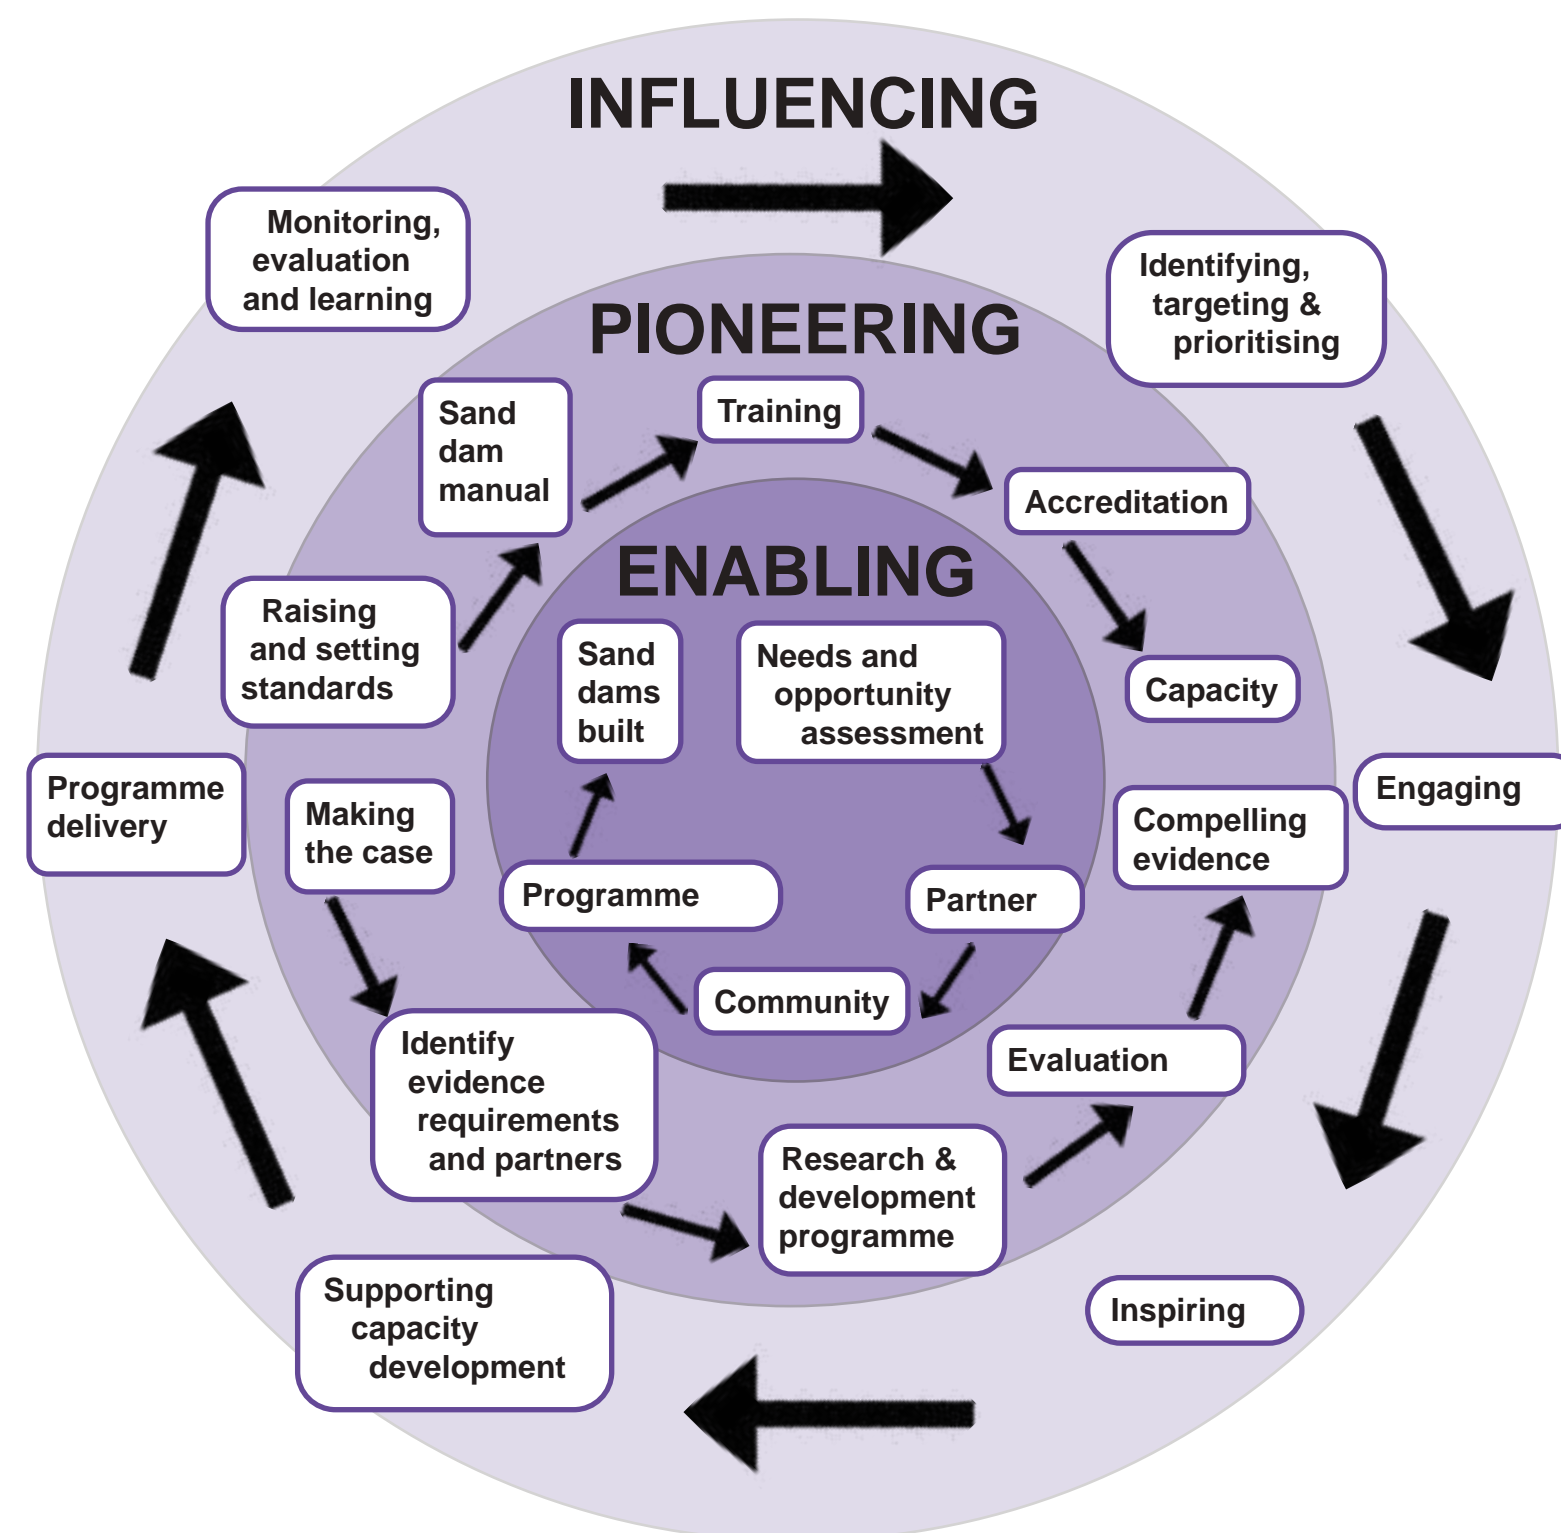 INFLUENCING
Monitoring,
evaluation
and learning
Identifying,
targeting &
prioritising
Engaging
Inspiring
Supporting
capacity
development
Programme
delivery
PIONEERING
Raising
and setting
standards
Sand
dam
manual
Training
Accreditation
Capacity
Making
the case
Identify
evidence
requirements
and partners
Research &
development
programme
Evaluation
Compelling
evidence
ENABLING
Needs and
opportunity
assessment
Partner
Community
Programme
Sand
dams
built